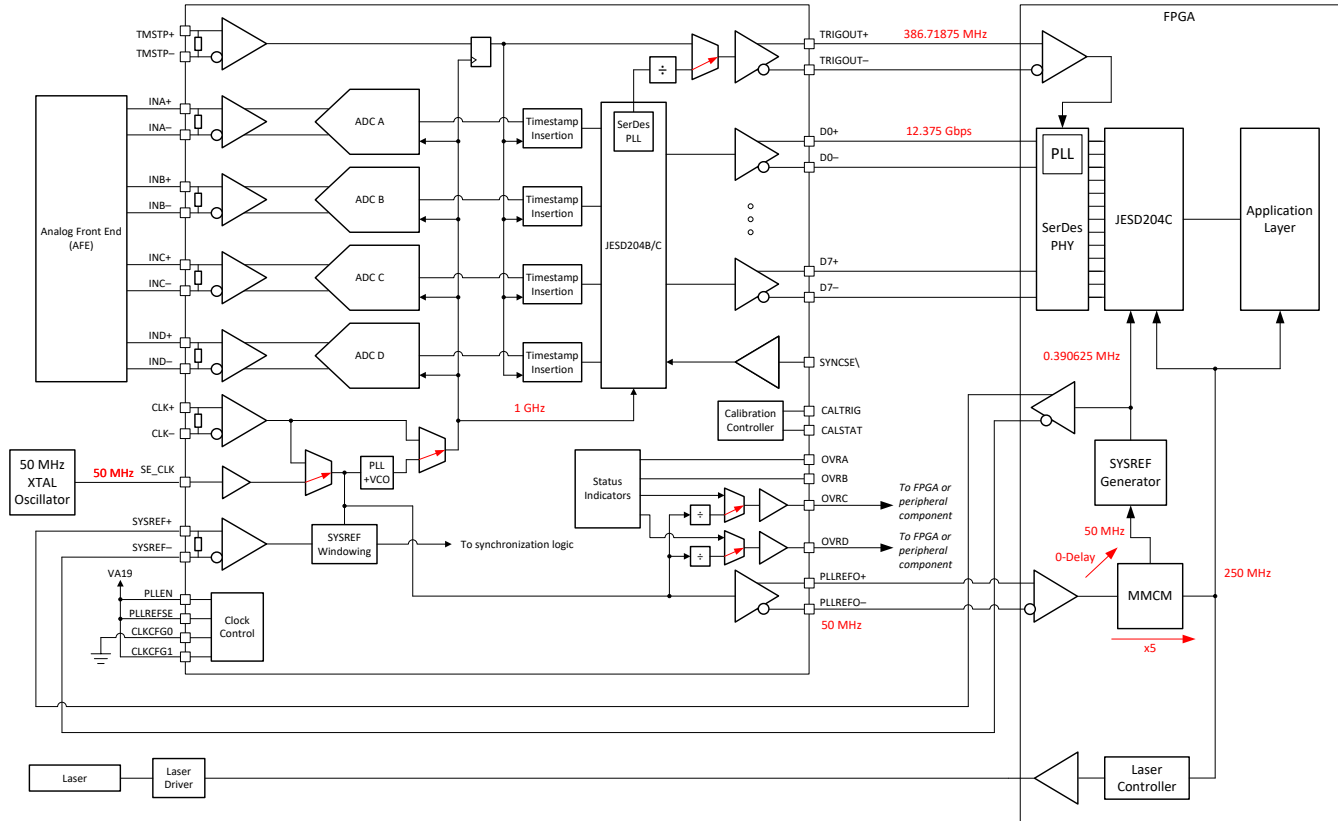 FPGA
TMSTP+
TMSTP–
TRIGOUT+
386.71875 MHz
TRIGOUT–
÷
Analog Front End
(AFE)
INA+
INA–
ADC A
Timestamp
Insertion
SerDes
PLL
D0+
12.375 Gbps
D0–
INB+
INB–
ADC B
Timestamp
Insertion
JESD204B/C
INC+
INC–
ADC C
Timestamp
Insertion
D7+
D7–
IND+
IND–
ADC D
Timestamp
Insertion
SYNCSE\
PLL
SerDes
PHY
JESD204C
Application
Layer
0.390625 MHz
CLK+
CLK–
1 GHz
Calibration
Controller
CALTRIG
CALSTAT
50 MHz
XTAL
Oscillator
50 MHz
SE_CLK
PLL
+VCO
Status
Indicators
OVRA
OVRB
OVRC
To FPGA or
peripheral
component
÷
OVRD
To FPGA or
peripheral
component
÷
SYSREF
Generator
SYSREF+
SYSREF–
SYSREF
Windowing
To synchronization logic
50 MHz
0-Delay
VA19
PLLEN
PLLREFSE
CLKCFG0
CLKCFG1
Clock
Control
PLLREFO+
PLLREFO–
50 MHz
MMCM
x5
250 MHz
Laser
Laser
Driver
Laser
Controller